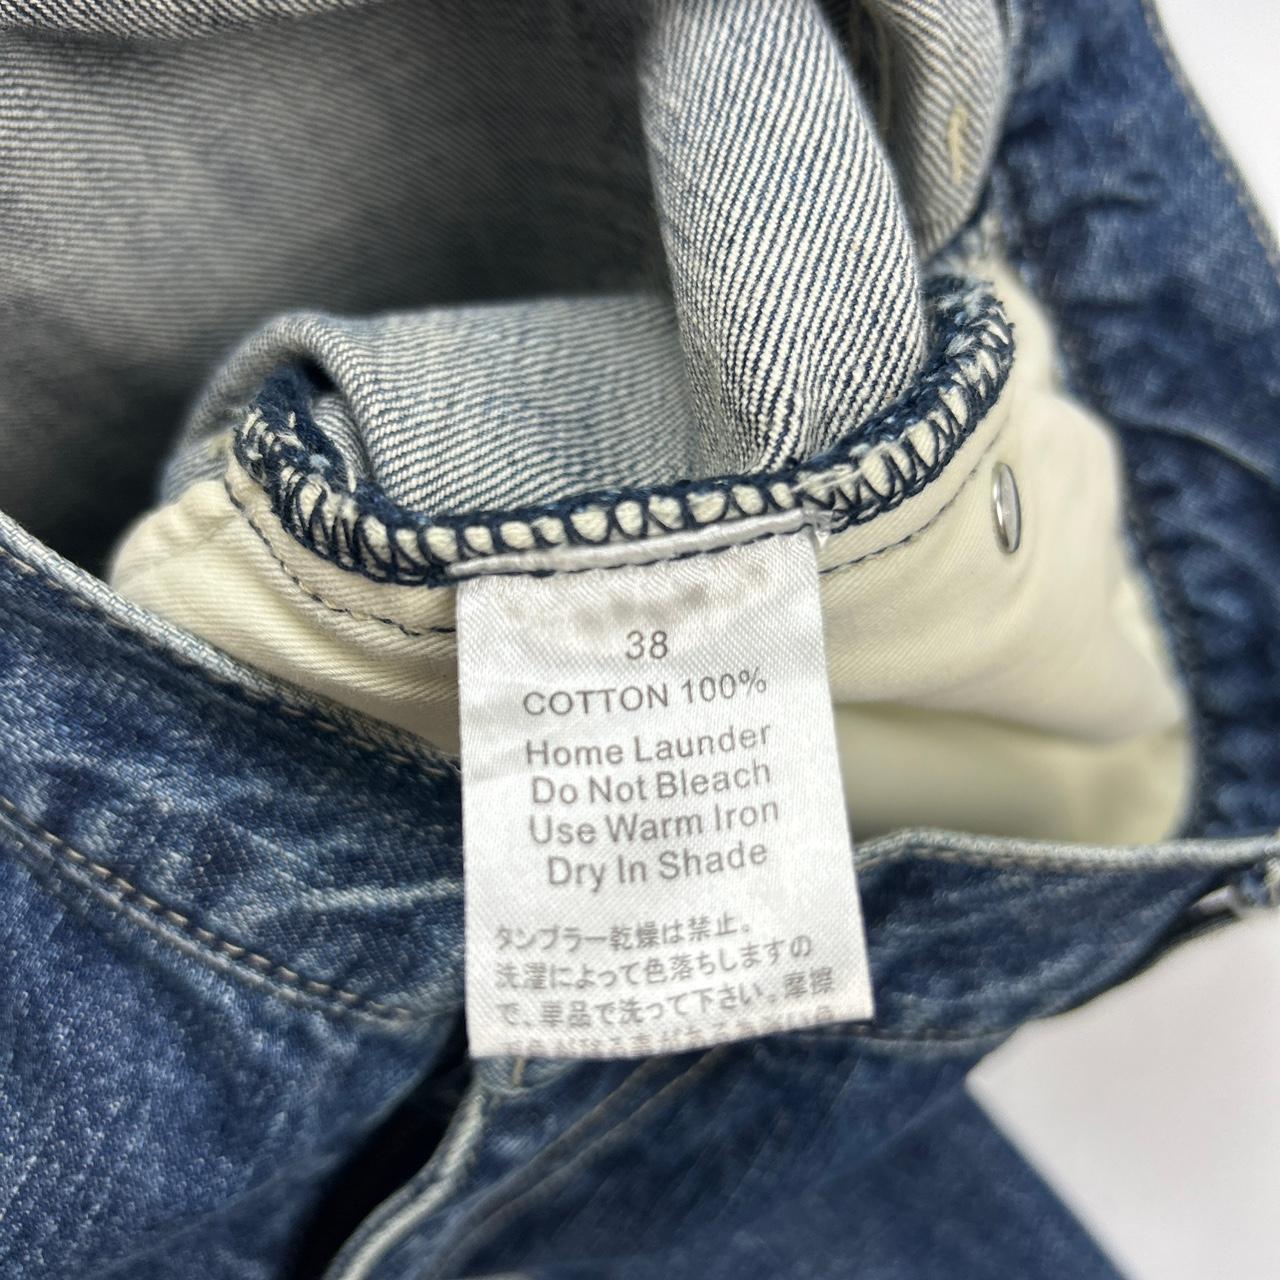 38
COTTON 100%
Home Launder
Do Not Bleach
Use Warm Iron
Dry In Shade
タンブラー乾燥は禁止。
洗濯によって色落ちしますの
で、単品で洗って下さい。摩擦